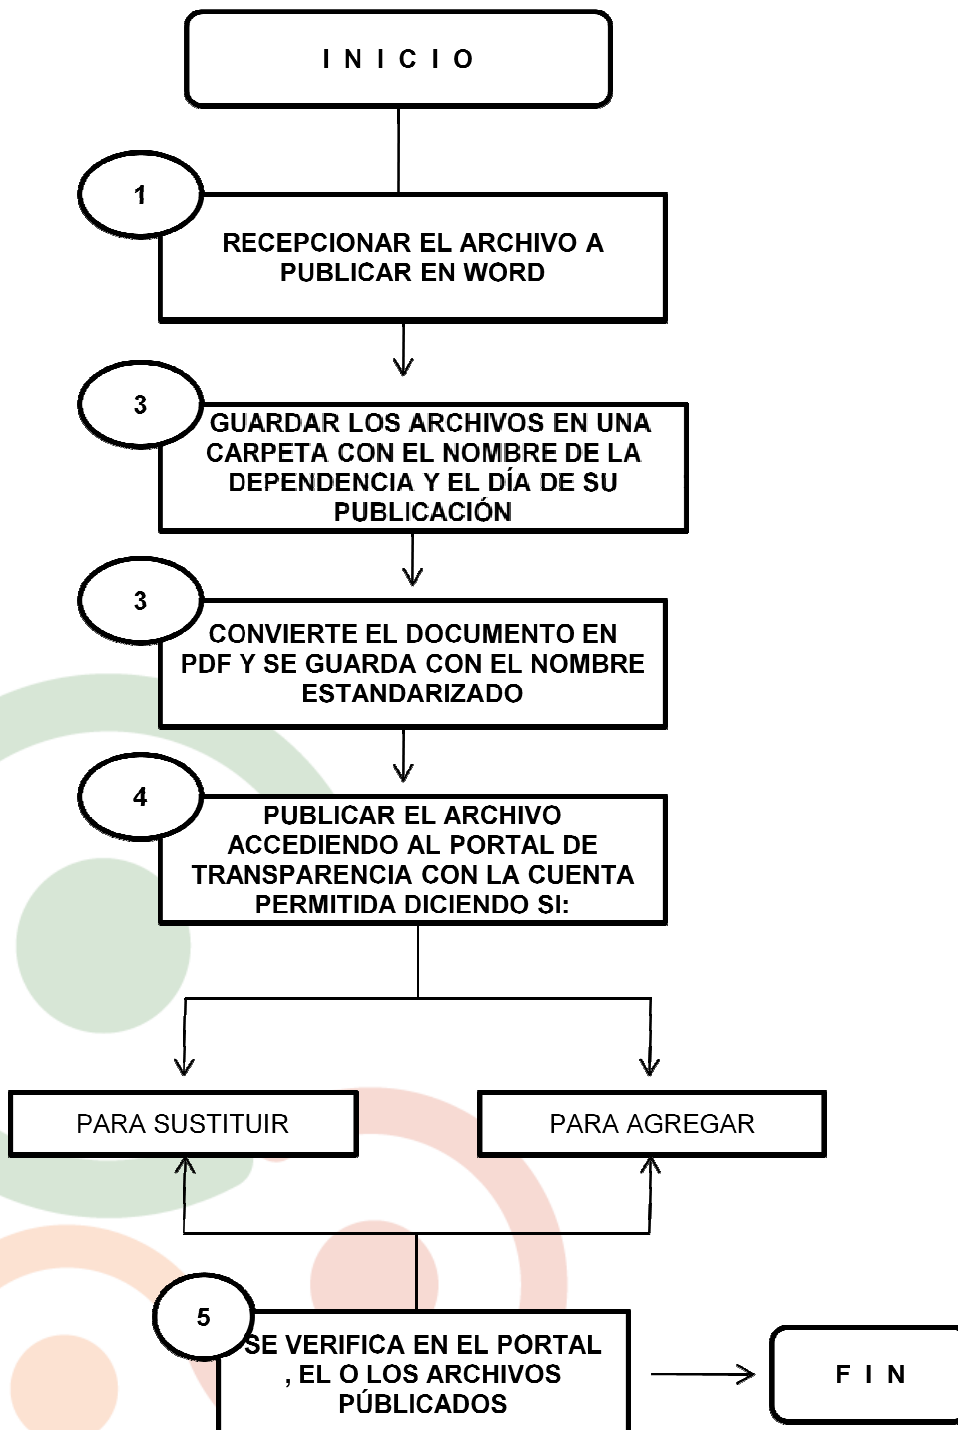 I N I C I O
1
RECEPCIONAR EL ARCHIVO A
PUBLICAR EN WORD
3
GUARDAR LOS ARCHIVOS EN UNA
CARPETA CON EL NOMBRE DE LA
DEPENDENCIA Y EL DÍA DE SU
PUBLICACIÓN
3
CONVIERTE EL DOCUMENTO EN
PDF Y SE GUARDA CON EL NOMBRE
ESTANDARIZADO
4
PUBLICAR EL ARCHIVO
ACCEDIENDO AL PORTAL DE
TRANSPARENCIA CON LA CUENTA
PERMITIDA DICIENDO SI:
PARA SUSTITUIR
PARA AGREGAR
5
SE VERIFICA EN EL PORTAL
, EL O LOS ARCHIVOS
PÚBLICADOS
F I N